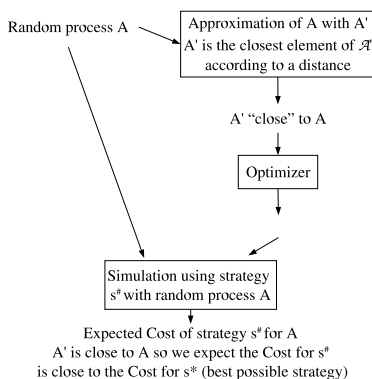 Random process A
Approximation of A with A'
A' is the closest element of 𝒜'
according to a distance
A' “close” to A
Optimizer
Simulation using strategy
s# with random process A
Expected Cost of strategy s# for A
A' is close to A so we expect the Cost for s#
is close to the Cost for s* (best possible strategy)